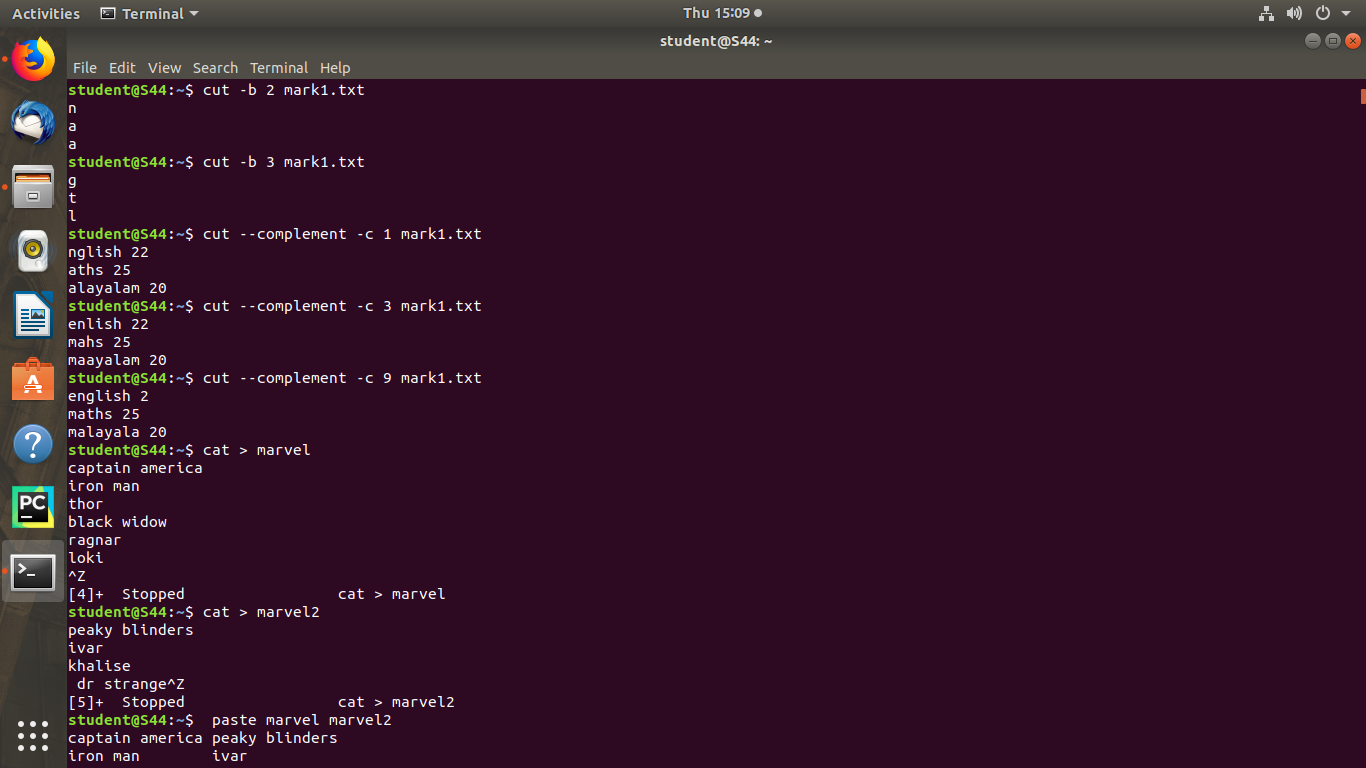 Activities Terminal Thu 15:09
student@S44: ~
File Edit View Search Terminal Help
student@S44:~$ cut -b 2 mark1.txt
n
a
a
student@S44:~$ cut -b 3 mark1.txt
g
t
l
student@S44:~$ cut --complement -c 1 mark1.txt
nglish 22
aths 25
alayalam 20
student@S44:~$ cut --complement -c 3 mark1.txt
enlish 22
mahs 25
maayalam 20
student@S44:~$ cut --complement -c 9 mark1.txt
english 2
maths 25
malayala 20
student@S44:~$ cat > marvel
captain america
iron man
thor
black widow
ragnar
loki
^Z
[4]+  Stopped                 cat > marvel
student@S44:~$ cat > marvel2
peaky blinders
ivar
khalise
 dr strange^Z
[5]+  Stopped                 cat > marvel2
student@S44:~$  paste marvel marvel2
captain america peaky blinders
iron man        ivar
PC